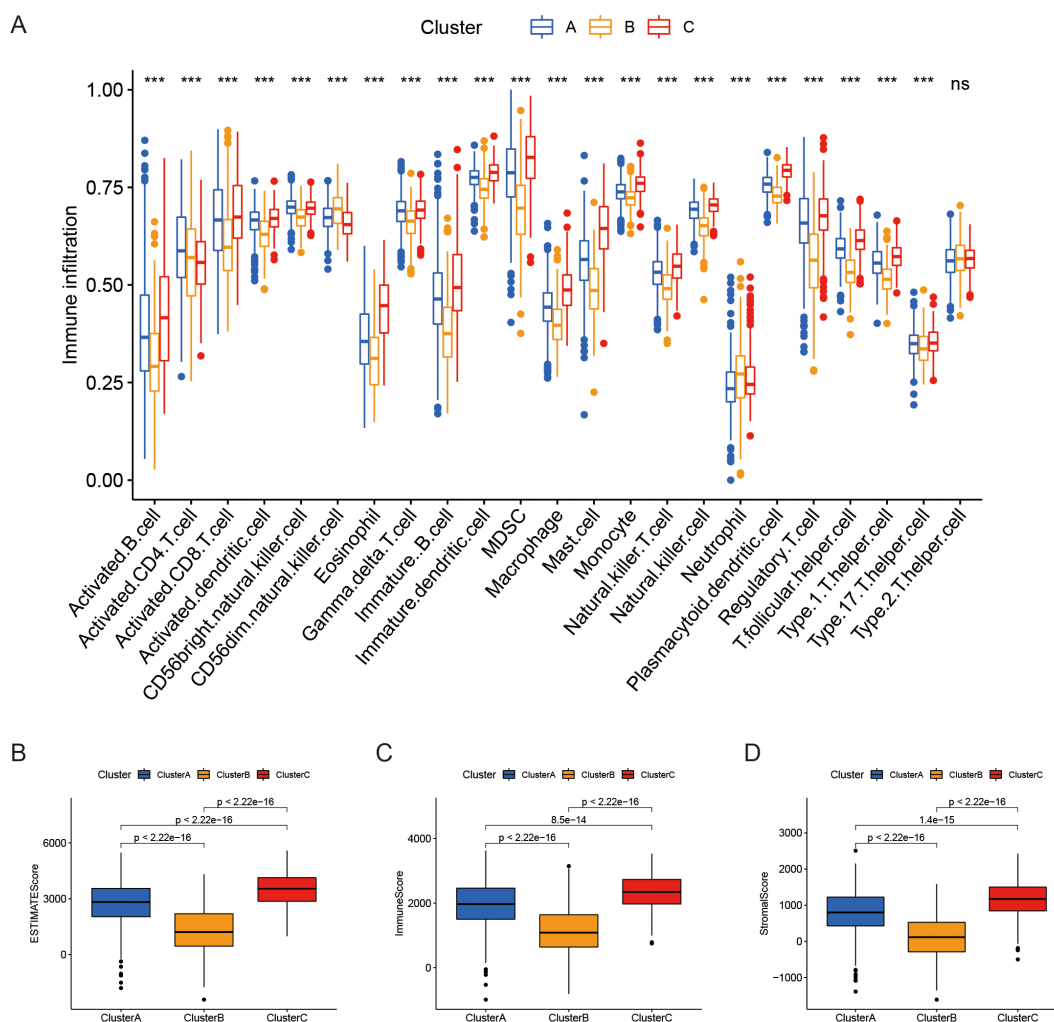 A
Cluster A B C
*** *** *** *** *** *** *** *** *** *** *** *** *** *** *** *** *** *** *** *** *** *** ns
Immune infiltration
1.00
0.75
0.50
0.25
0.00
Activated.B.cell
Activated.CD4.T.cell
Activated.CD8.T.cell
Activated.dendritic.cell
CD56bright.natural.killer.cell
CD56dim.natural.killer.cell
Eosinophil
Gamma.delta.T.cell
Immature..B.cell
Immature.dendritic.cell
MDSC
Macrophage
Mast.cell
Monocyte
Natural.killer.T.cell
Natural.killer.cell
Neutrophil
Plasmacytoid.dendritic.cell
Regulatory.T.cell
T.follicular.helper.cell
Type.1.T.helper.cell
Type.17.T.helper.cell
Type.2.T.helper.cell
B
Cluster ClusterA ClusterB ClusterC
p < 2.22e-16
p < 2.22e-16
p < 2.22e-16
ESTIMATEScore
6000
3000
0
ClusterA ClusterB ClusterC
C
Cluster ClusterA ClusterB ClusterC
p < 2.22e-16
8.5e-14
p < 2.22e-16
ImmuneScore
4000
2000
0
ClusterA ClusterB ClusterC
D
Cluster ClusterA ClusterB ClusterC
p < 2.22e-16
1.4e-15
p < 2.22e-16
StromalScore
3000
2000
1000
0
−1000
ClusterA ClusterB ClusterC